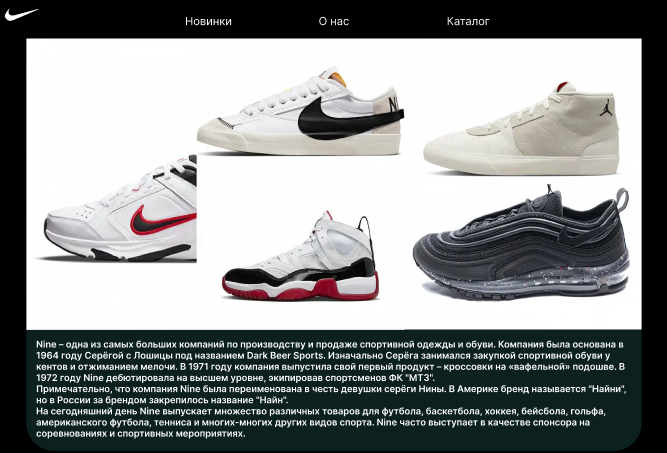 Новинки О нас Каталог
Nine – одна из самых больших компаний по производству и продаже спортивной одежды и обуви. Компания была основана в
1964 году Серёгой с Лошицы под названием Dark Beer Sports. Изначально Серёга занимался закупкой спортивной обуви у
кентов и отжиманием мелочи. В 1971 году компания выпустила свой первый продукт – кроссовки на «вафельной» подошве. В
1972 году Nine дебютировала на высшем уровне, экипировав спортсменов ФК "МТЗ".
Примечательно, что компания Nine была переименована в честь девушки серёги Нины. В Америке бренд называется "Найни",
но в России за брендом закрепилось название "Найн".
На сегодняшний день Nine выпускает множество различных товаров для футбола, баскетбола, хоккея, бейсбола, гольфа,
американского футбола, тенниса и многих-многих других видов спорта. Nine часто выступает в качестве спонсора на
соревнованиях и спортивных мероприятиях.